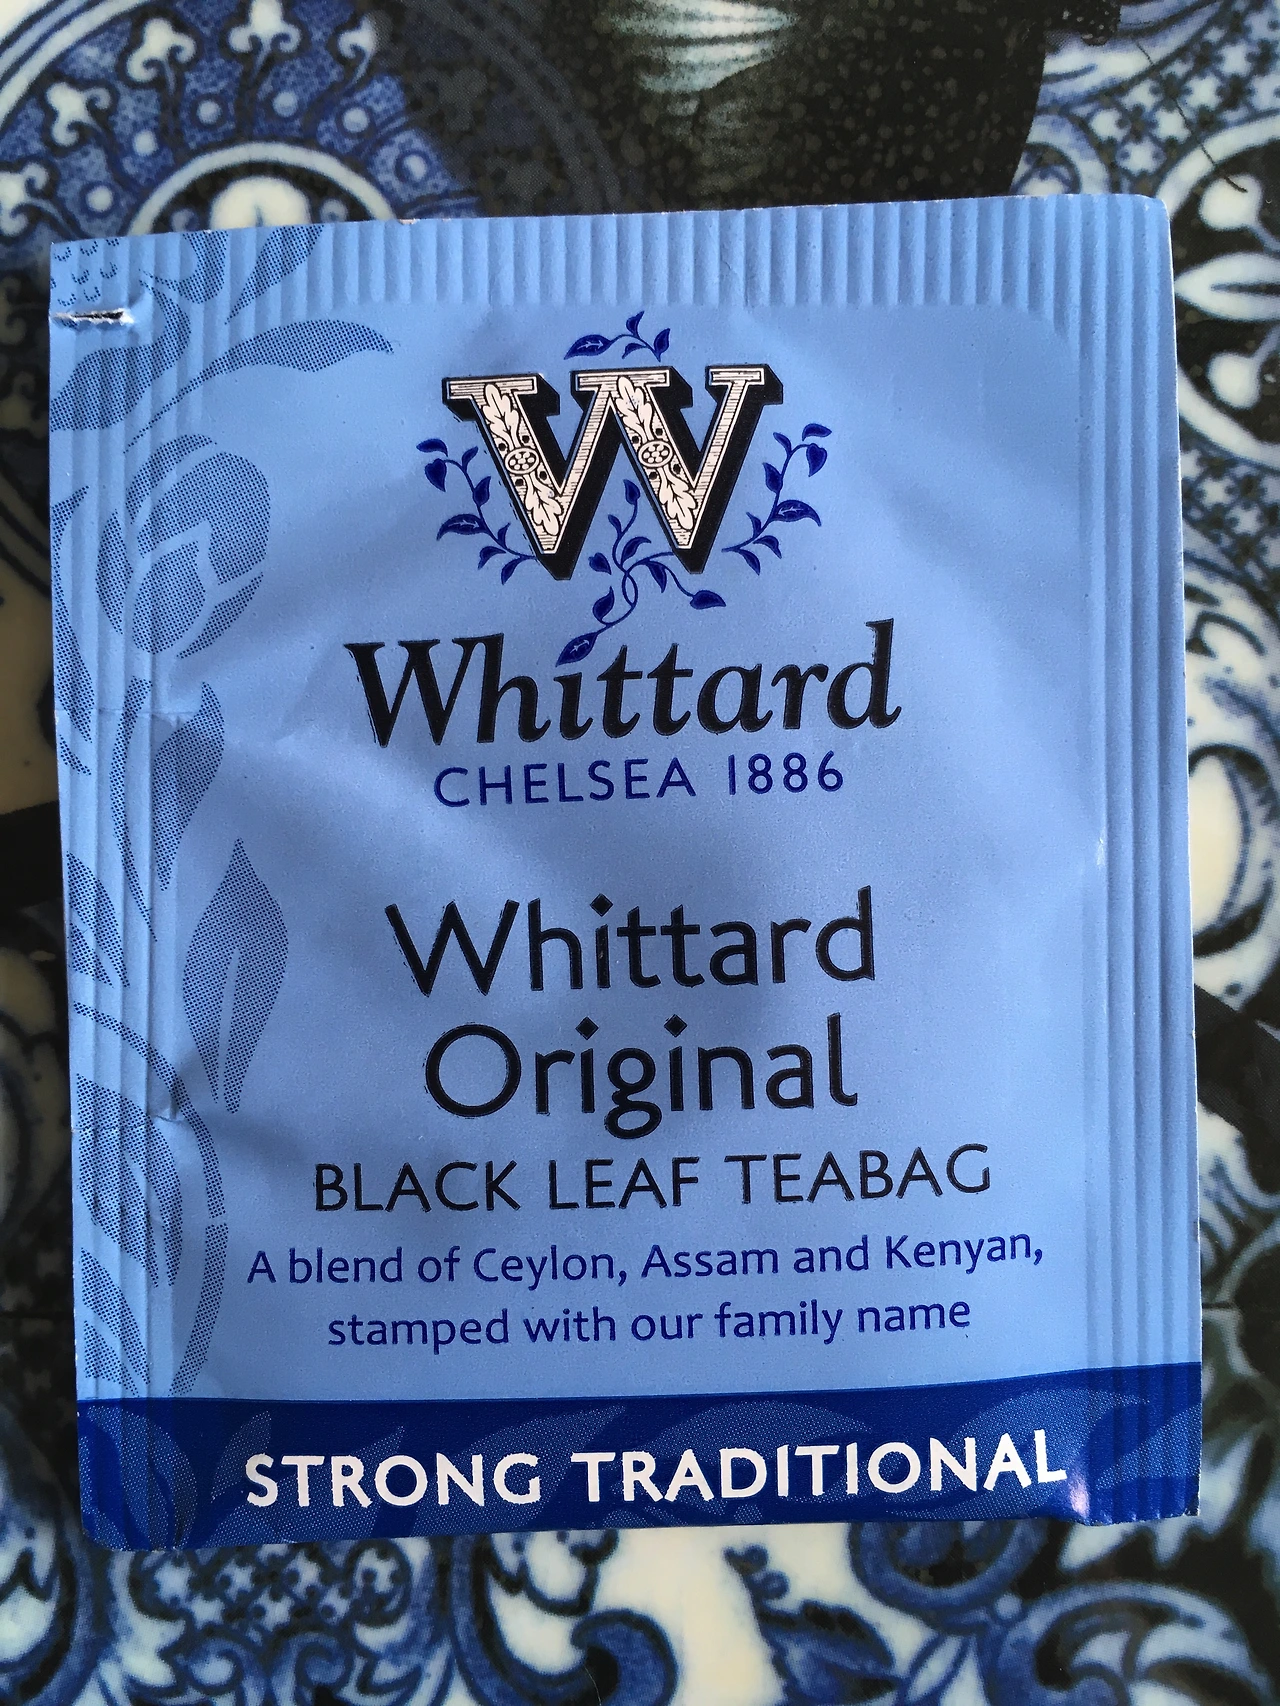 W
Whittard
CHELSEA 1886
Whittard
Original
BLACK LEAF TEABAG
A blend of Ceylon, Assam and Kenyan,
stamped with our family name
STRONG TRADITIONAL